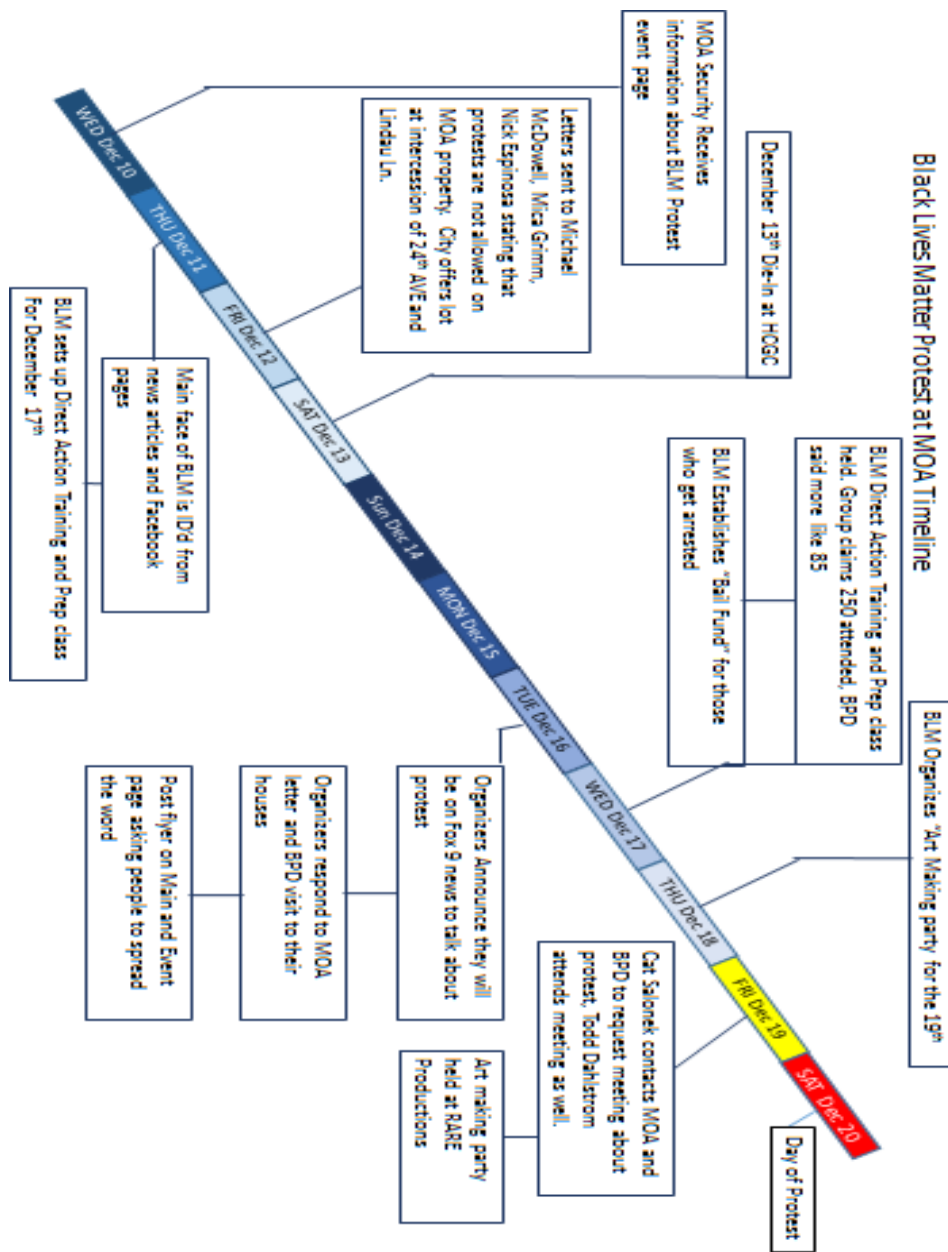 Black Lives Matter Protest at MOA Timeline
MOA Security Receives
information about BLM Protest
event page
Letters sent to Michael
McDowell, Mica Grimm,
Nick Espinosa stating that
protests are not allowed on
MOA property. City offers lot
at intercession of 24th AVE and
Lindau Ln.
December 13th Die-In at HCGC
BLM Direct Action Training and Prep class
held. Group claims 250 attended, BPD
said more like 85
BLM Establishes "Bail Fund" for those
who get arrested
BLM Organizes "Art Making party for the 19th
WED Dec 10
THU Dec 11
FRI Dec 12
SAT Dec 13
Sun Dec 14
MON Dec 15
TUE Dec 16
WED Dec 17
THU Dec 18
FRI Dec 19
SAT Dec 20
Main face of BLM is ID'd from
news articles and Facebook
pages
BLM sets up Direct Action Training and Prep class
For December 17th
Organizers Announce they will
be on Fox 9 news to talk about
protest
Organizers respond to MOA
letter and BPD visit to their
houses
Post flyer on Main and Event
page asking people to spread
the word
Cat Salonek contacts MOA and
BPD to request meeting about
protest, Todd Dahlstrom
attends meeting as well.
Art making party
held at RARE
Productions
Day of Protest